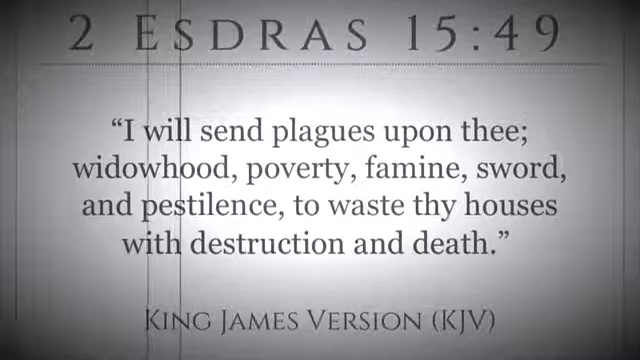 2 Esdras 15:49
“I will send plagues upon thee;
widowhood, poverty, famine, sword,
and pestilence, to waste thy houses
with destruction and death.”
King James Version (KJV)